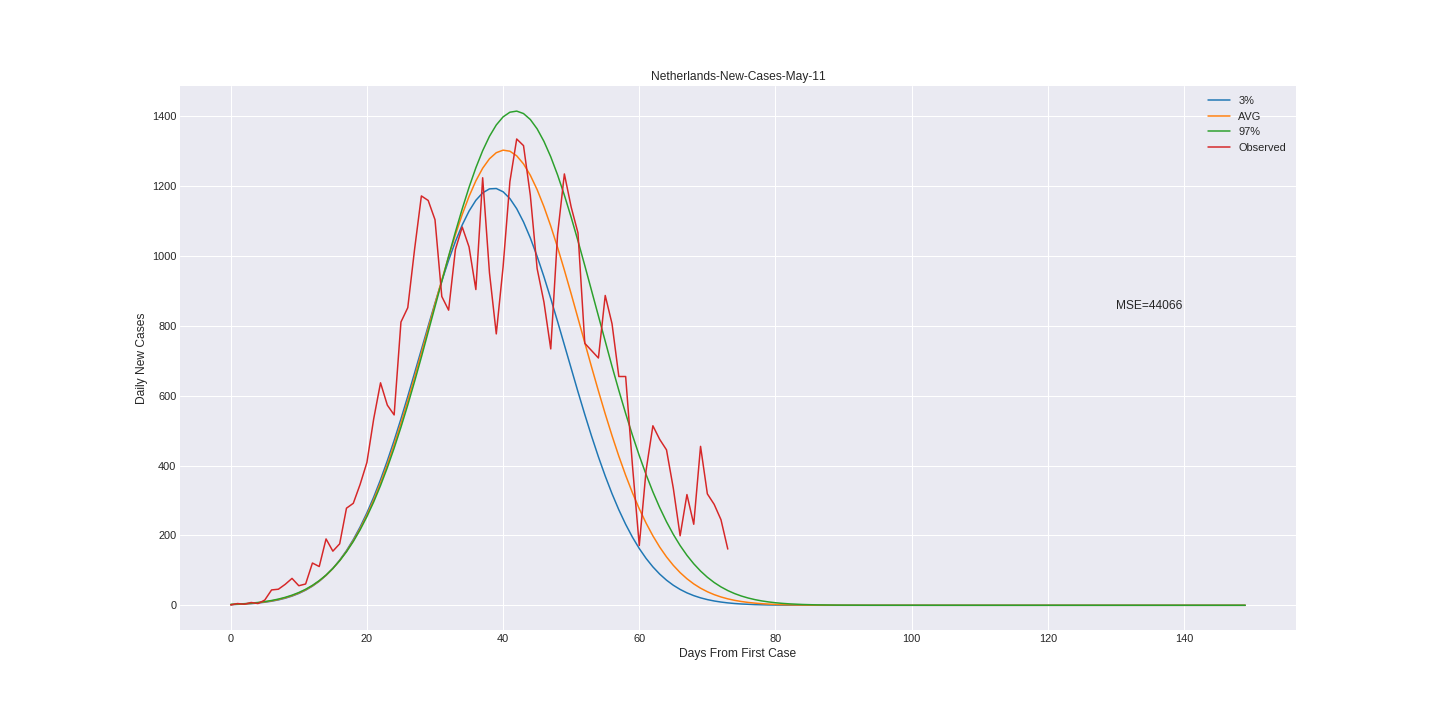 Netherlands-New-Cases-May-11
3%
AVG
97%
Observed
1400
1200
1000
800
600
400
200
0
Daily New Cases
MSE=44066
0 20 40 60 80 100 120 140
Days From First Case